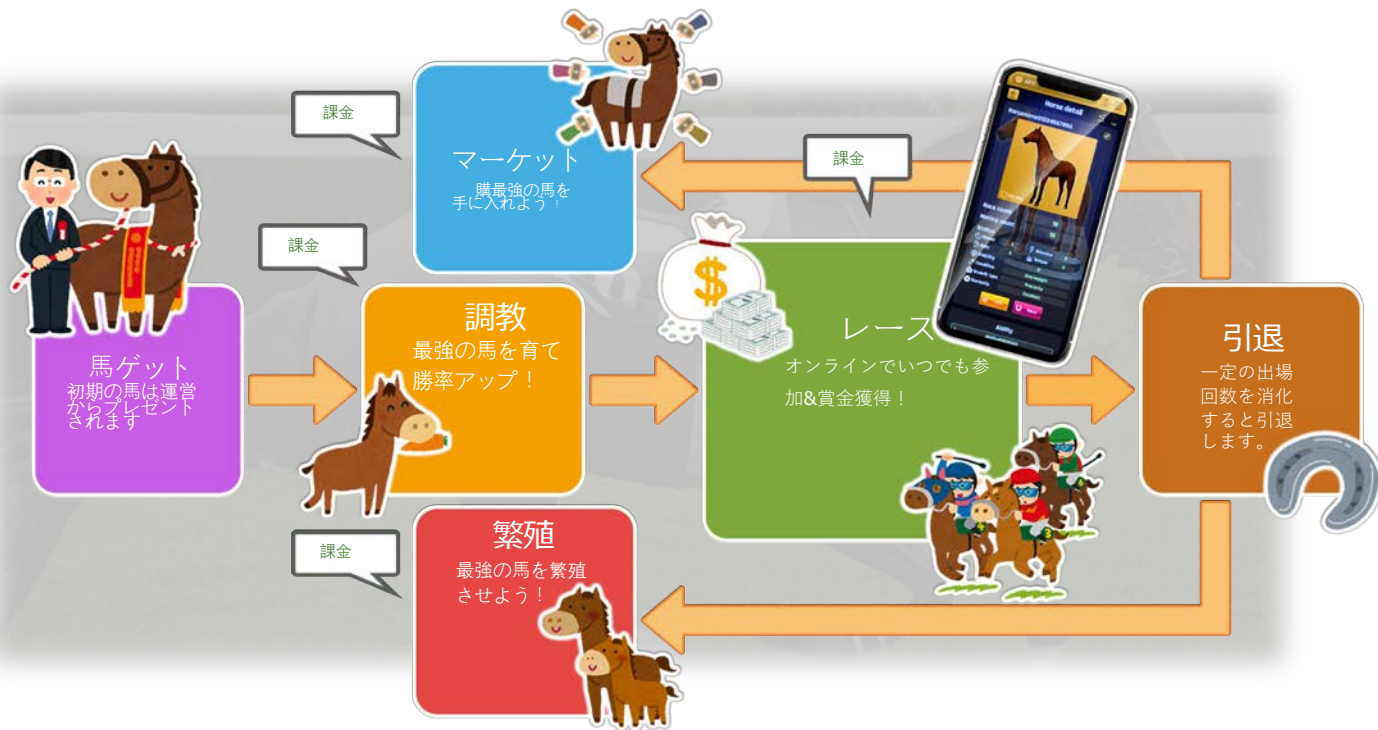 課金
マーケット
購最強の馬を
手に入れよう！
課金
課金
馬ゲット
初期の馬は運営
からプレゼント
されます
調教
最強の馬を育て
勝率アップ！
レース
オンラインでいつでも参
加&賞金獲得！
Horse detail
Ability
引退
一定の出場
回数を消化
すると引退
します。
課金
繁殖
最強の馬を繁殖
させよう！